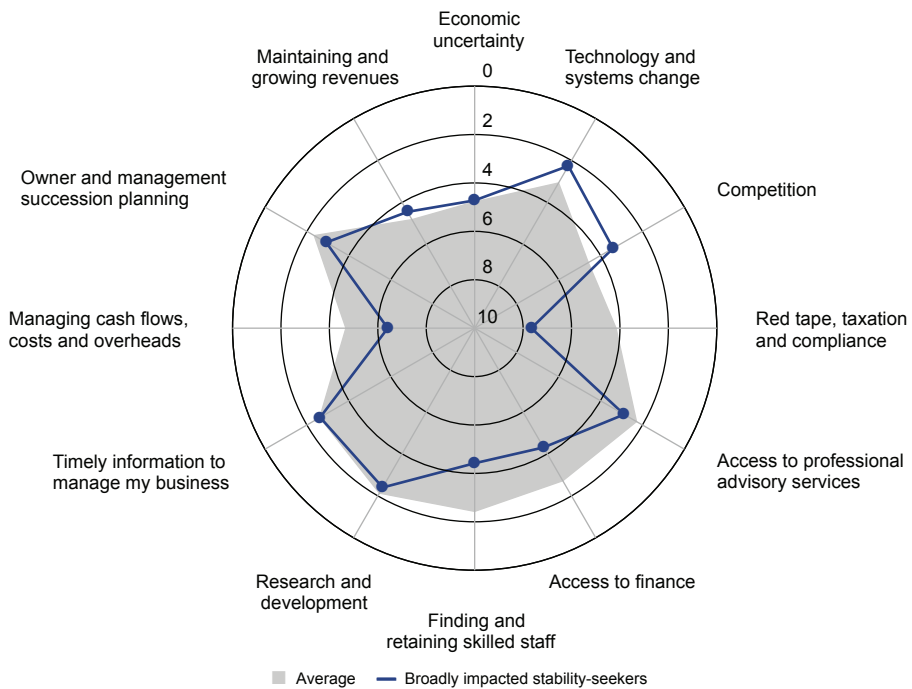 Economic
uncertainty
Technology and
systems change
Competition
Red tape, taxation
and compliance
Access to professional
advisory services
Access to finance
Finding and
retaining skilled staff
Research and
development
Timely information to
manage my business
Managing cash flows,
costs and overheads
Owner and management
succession planning
Maintaining and
growing revenues
0
2
4
6
8
10
Average
Broadly impacted stability-seekers